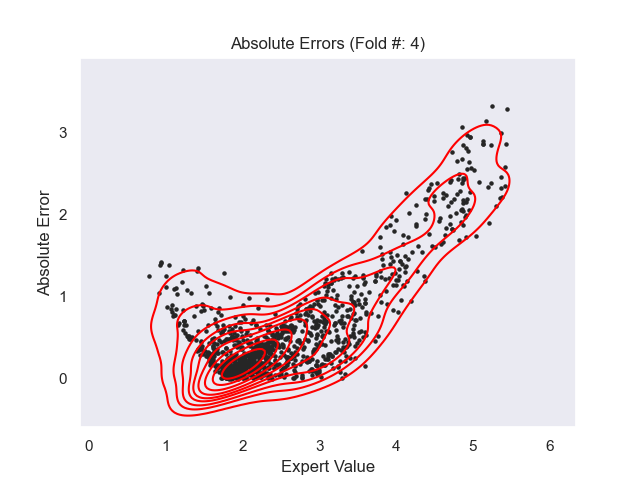 Absolute Errors (Fold #: 4)
3
2
1
0
Absolute Error
0 1 2 3 4 5 6
Expert Value